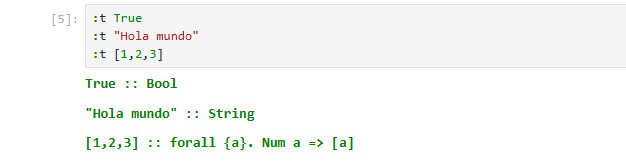 [5]: :t True
:t "Hola mundo"
:t [1,2,3]
True :: Bool
"Hola mundo" :: String
[1,2,3] :: forall {a}. Num a => [a]